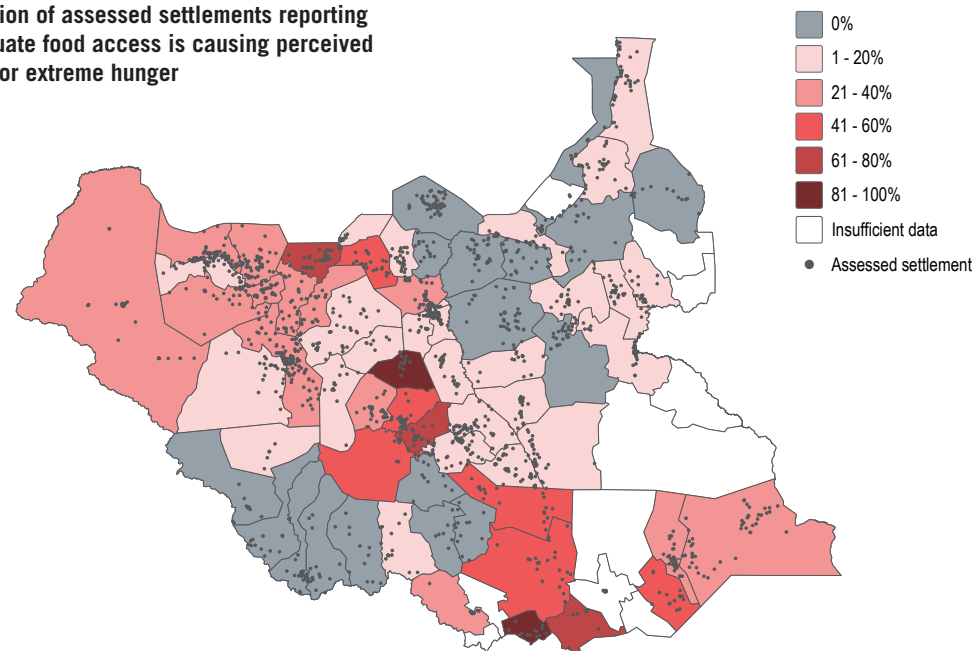 ion of assessed settlements reporting
uate food access is causing perceived
or extreme hunger
0%
1 - 20%
21 - 40%
41 - 60%
61 - 80%
81 - 100%
Insufficient data
Assessed settlement